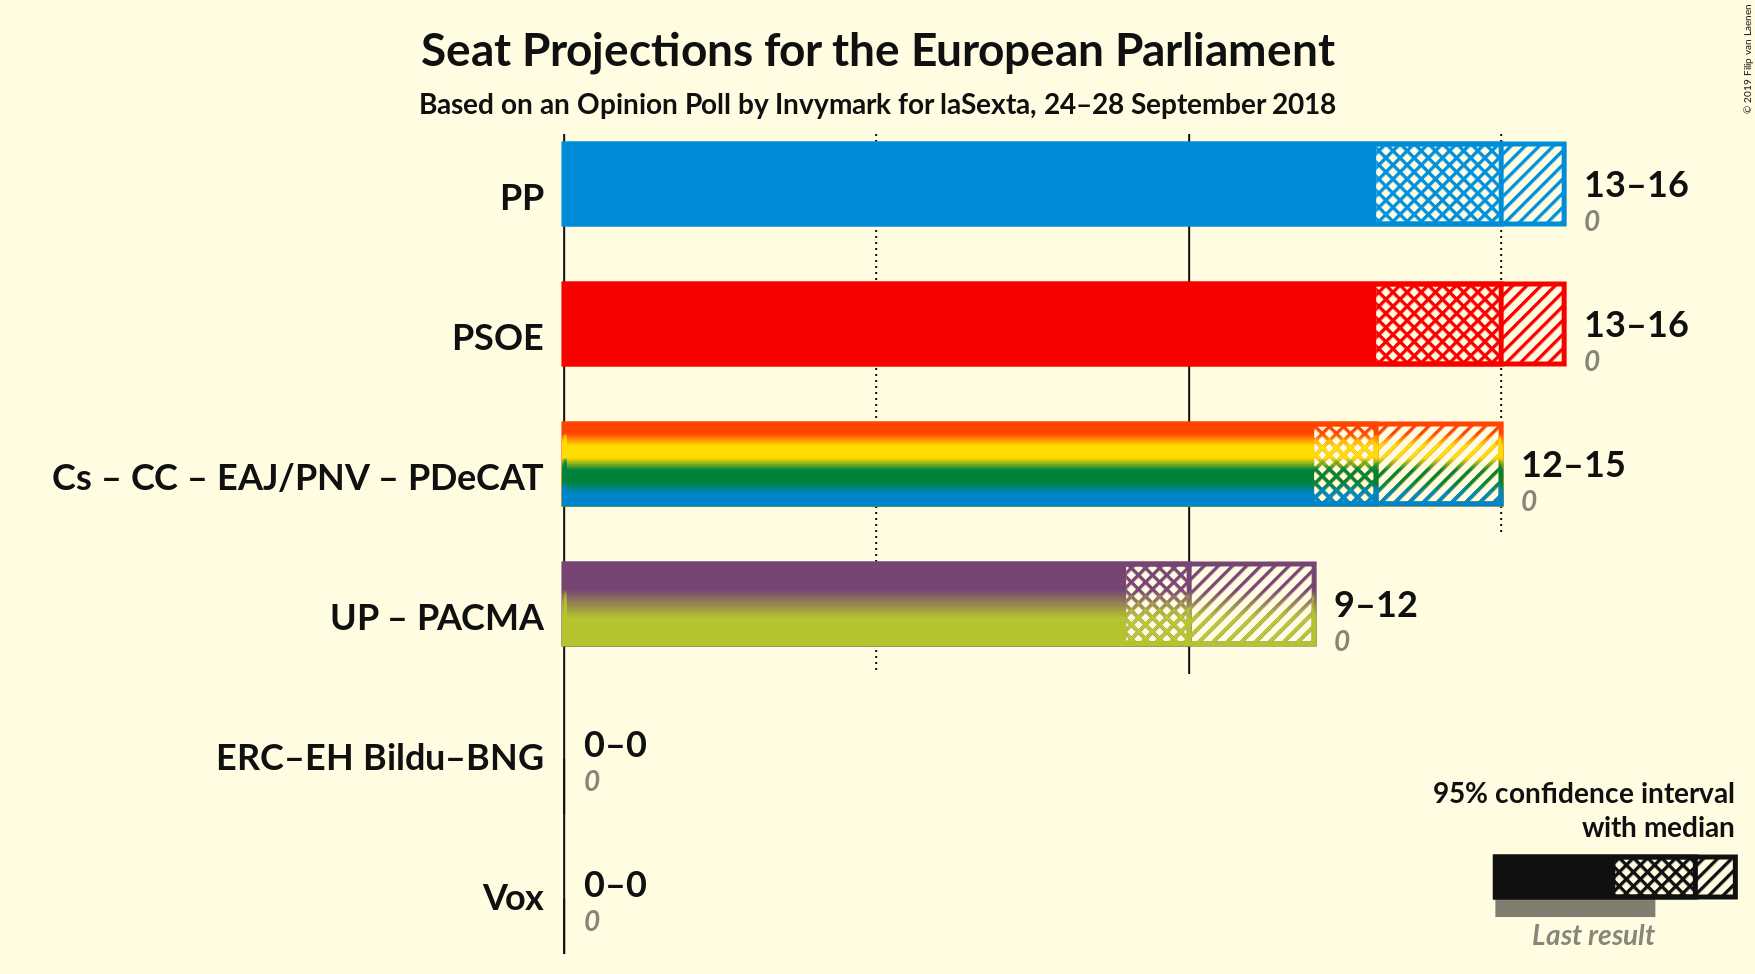 Seat Projections for the European Parliament
Based on an Opinion Poll by Invymark for laSexta, 24–28 September 2018
© 2019 Filip van Laenen
PP
13–16
0
PSOE
13–16
0
Cs – CC – EAJ/PNV – PDeCAT
12–15
0
UP – PACMA
9–12
0
ERC–EH Bildu–BNG
0–0
0
Vox
0–0
0
95% confidence interval
with median
Last result